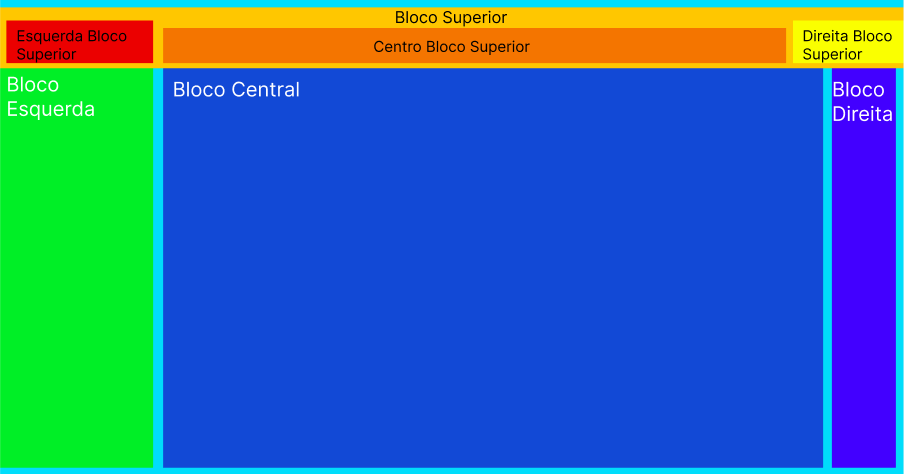 Bloco Superior
Esquerda Bloco
Superior
Centro Bloco Superior
Direita Bloco
Superior
Bloco
Esquerda
Bloco Central
Bloco
Direita